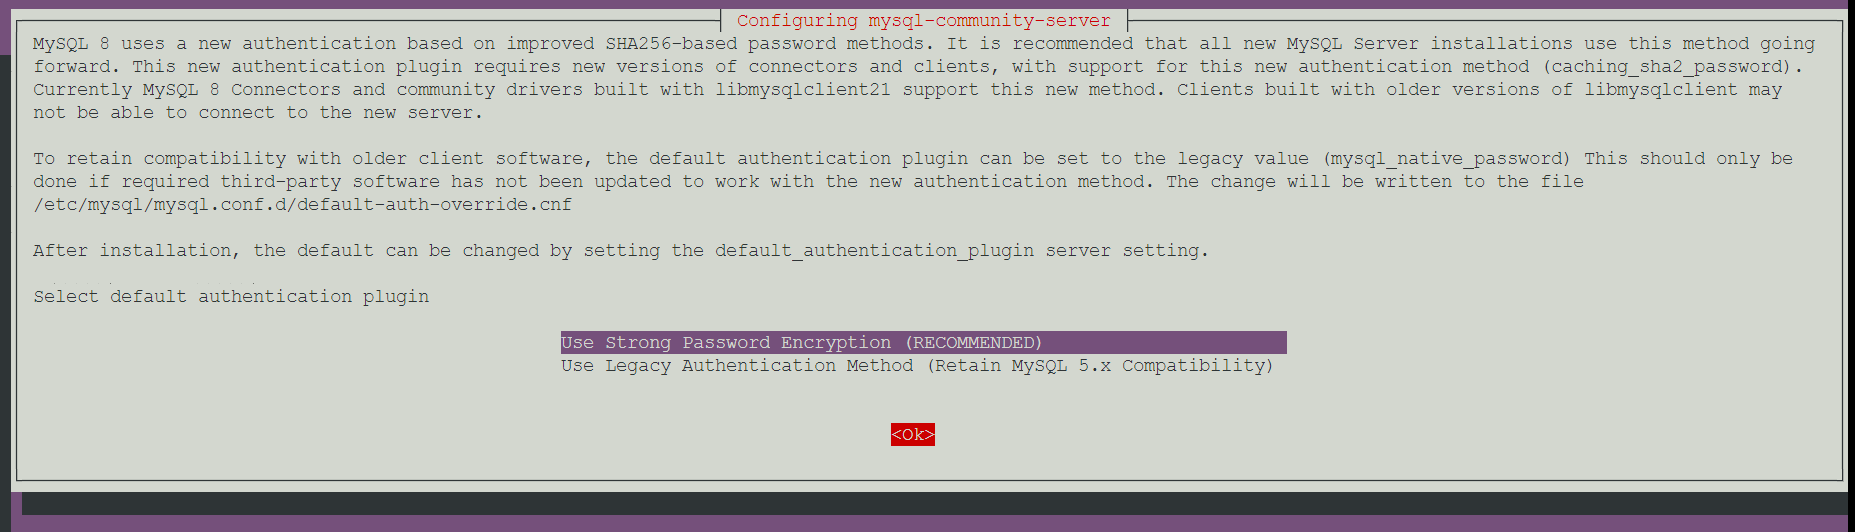 Configuring mysql-community-server
MySQL 8 uses a new authentication based on improved SHA256-based password methods. It is recommended that all new MySQL Server installations use this method going
forward. This new authentication plugin requires new versions of connectors and clients, with support for this new authentication method (caching_sha2_password).
Currently MySQL 8 Connectors and community drivers built with libmysqlclient21 support this new method. Clients built with older versions of libmysqlclient may
not be able to connect to the new server.
To retain compatibility with older client software, the default authentication plugin can be set to the legacy value (mysql_native_password) This should only be
done if required third-party software has not been updated to work with the new authentication method. The change will be written to the file
/etc/mysql/mysql.conf.d/default-auth-override.cnf
After installation, the default can be changed by setting the default_authentication_plugin server setting.
Select default authentication plugin
Use Strong Password Encryption (RECOMMENDED)
Use Legacy Authentication Method (Retain MySQL 5.x Compatibility)
<Ok>